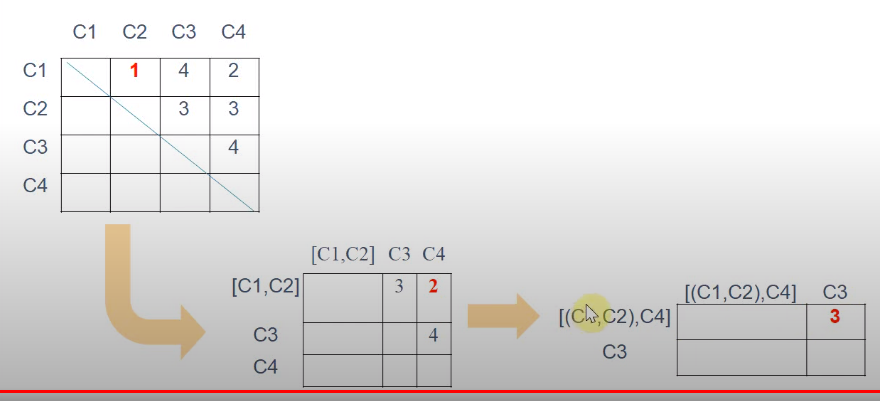 C1 C2 C3 C4
C1 1 4 2
C2 3 3
C3 4
C4
[C1,C2] C3 C4
[C1,C2] 3 2
C3 4
C4
[(C1,C2),C4] C3
,C2),C4] 3
C3